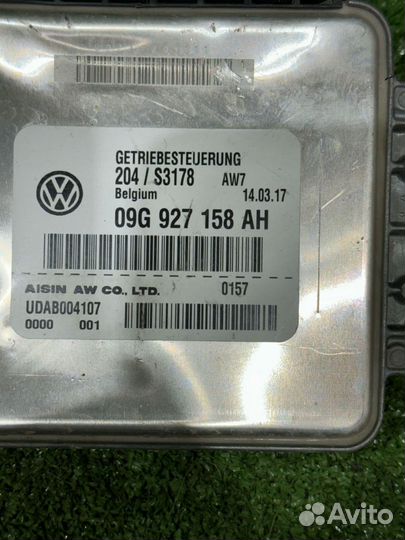 GETRIEBESTEUERUNG
204 / S3178 AW7
Belgium 14.03.17
09G 927 158 AH
AISIN AW CO., LTD. 0157
UDAB004107
0000 001
Avito